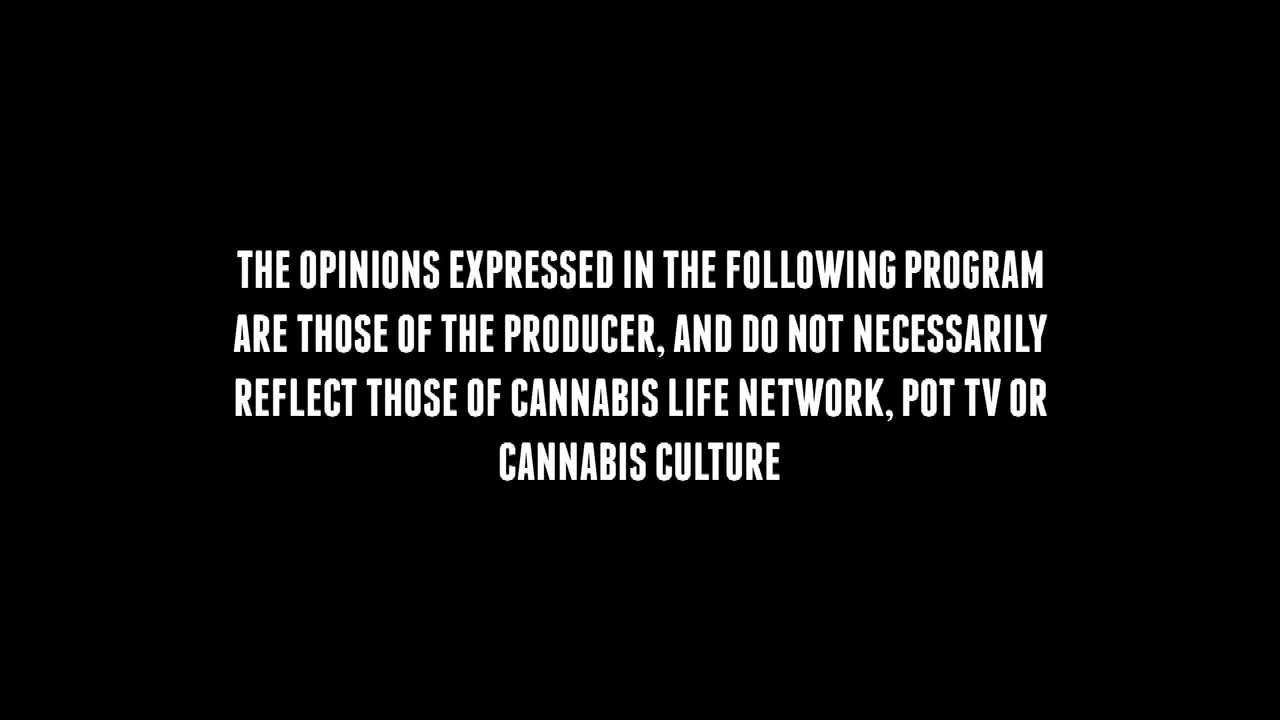 THE OPINIONS EXPRESSED IN THE FOLLOWING PROGRAM
ARE THOSE OF THE PRODUCER, AND DO NOT NECESSARILY
REFLECT THOSE OF CANNABIS LIFE NETWORK, POT TV OR
CANNABIS CULTURE